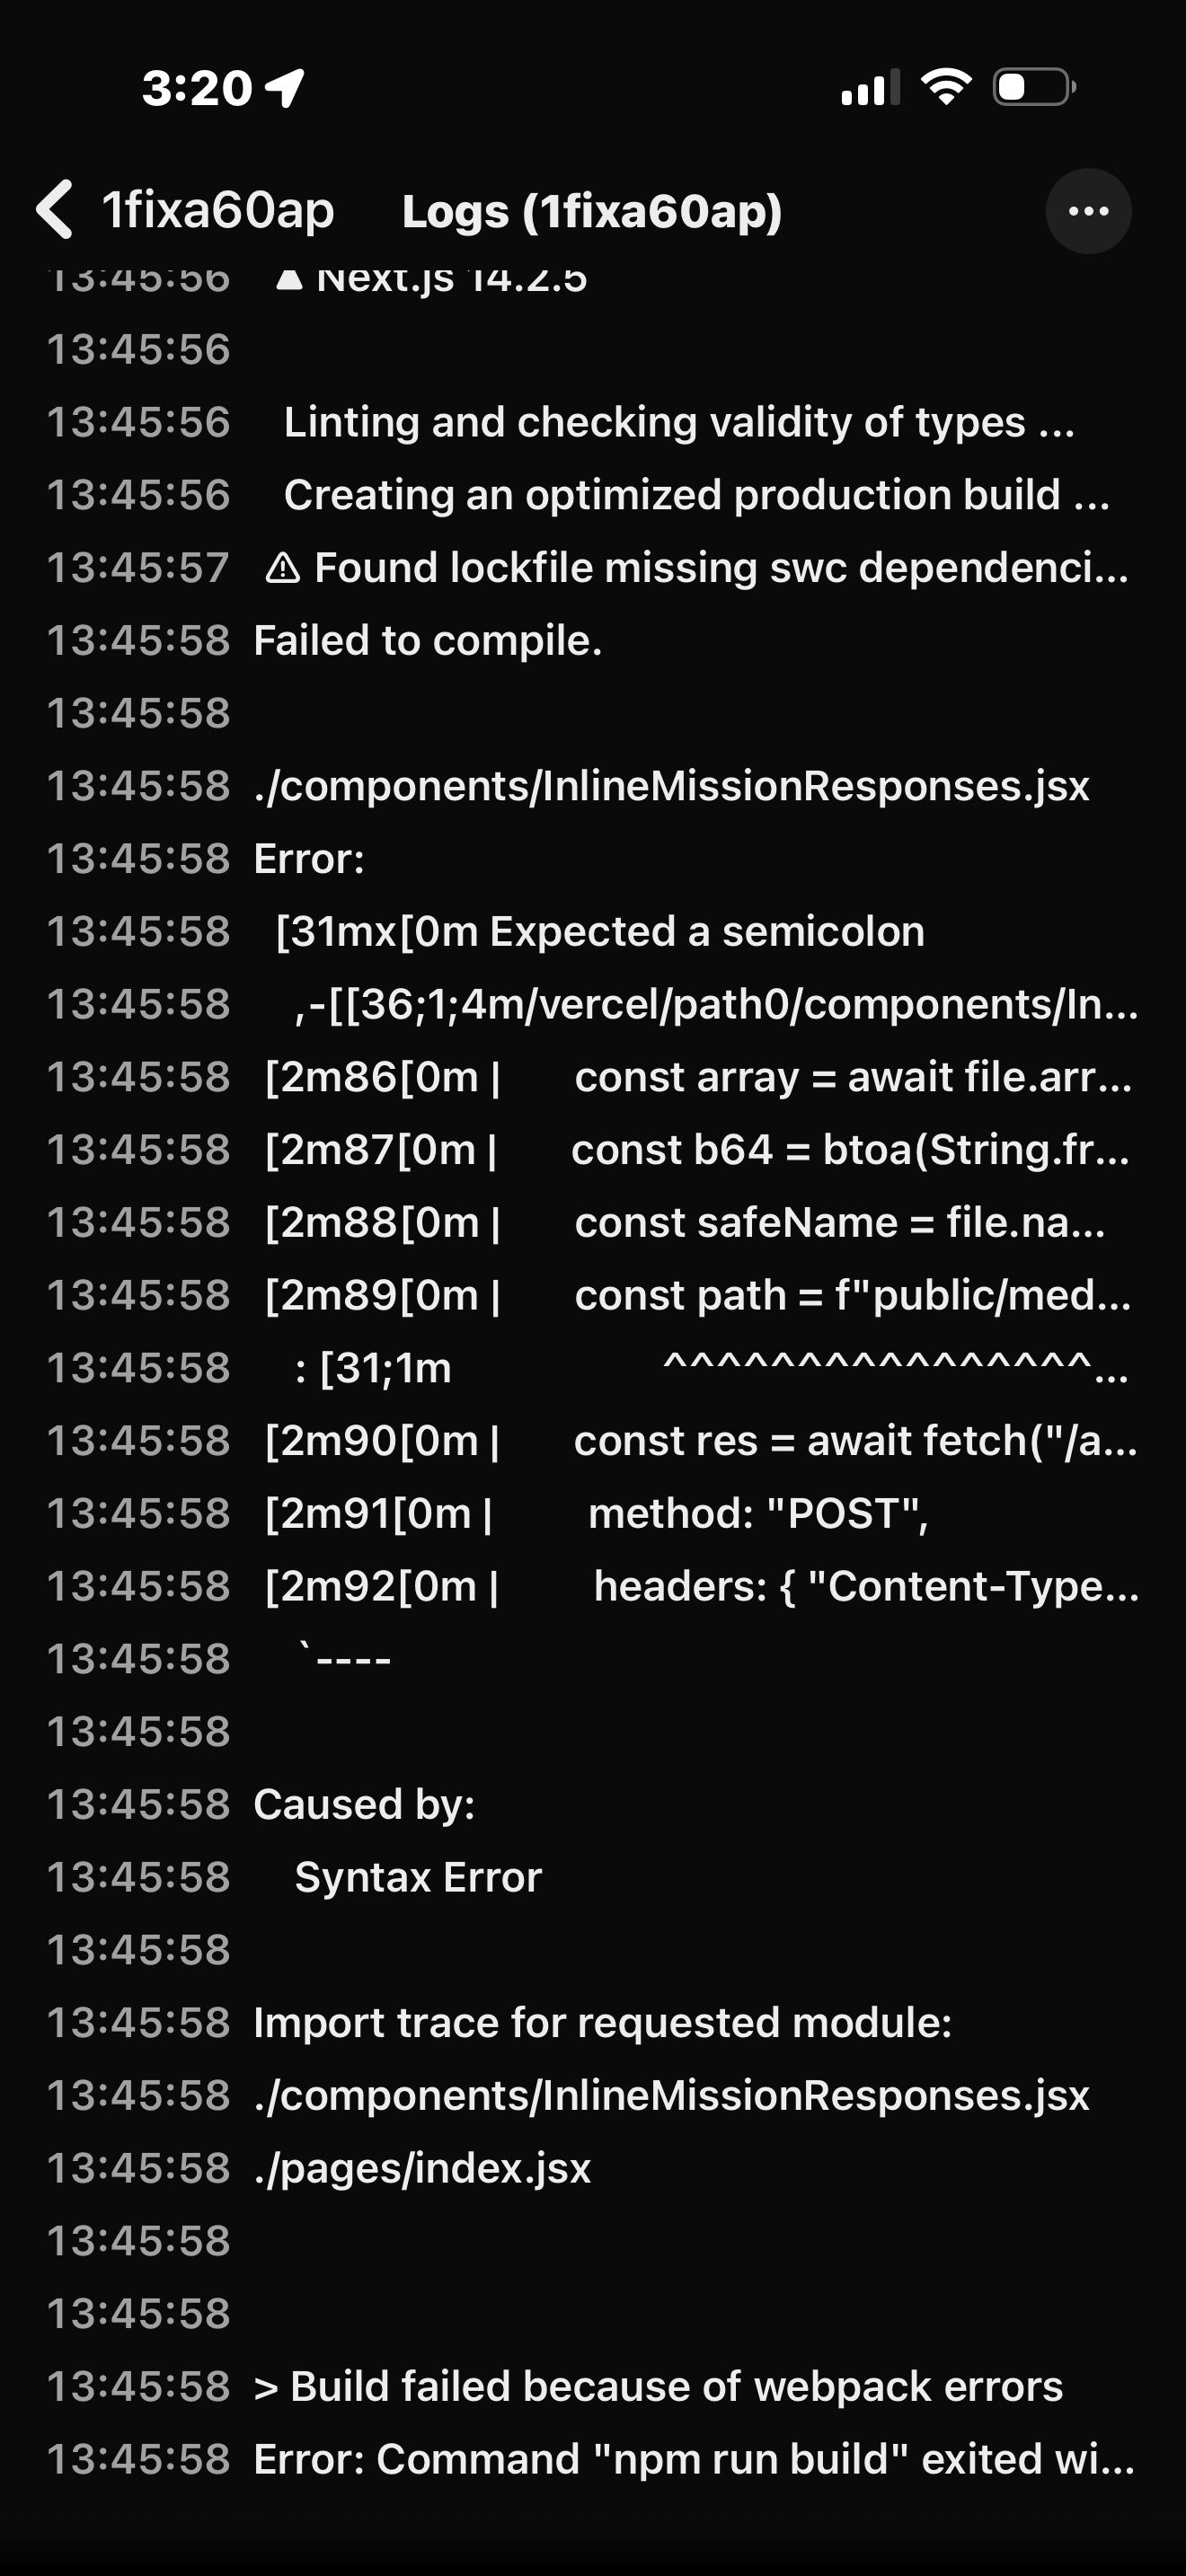 3:20
1fixa60ap
Logs (1fixa60ap)
13:45:56 ▲ Next.js 14.2.5
13:45:56
13:45:56 Linting and checking validity of types ...
13:45:56 Creating an optimized production build ...
13:45:57 ⚠ Found lockfile missing swc dependenci...
13:45:58 Failed to compile.
13:45:58
13:45:58 ./components/InlineMissionResponses.jsx
13:45:58 Error:
13:45:58 [31mx[0m Expected a semicolon
13:45:58 ,-[[36;1;4m/vercel/path0/components/In...
13:45:58 [2m86[0m | const array = await file.arr...
13:45:58 [2m87[0m | const b64 = btoa(String.fr...
13:45:58 [2m88[0m | const safeName = file.na...
13:45:58 [2m89[0m | const path = f"public/med...
13:45:58 : [31;1m ^^^^^^^^^^^^^^^^...
13:45:58 [2m90[0m | const res = await fetch("/a...
13:45:58 [2m91[0m | method: "POST",
13:45:58 [2m92[0m | headers: { "Content-Type...
13:45:58 `----
13:45:58
13:45:58 Caused by:
13:45:58 Syntax Error
13:45:58
13:45:58 Import trace for requested module:
13:45:58 ./components/InlineMissionResponses.jsx
13:45:58 ./pages/index.jsx
13:45:58
13:45:58
13:45:58 > Build failed because of webpack errors
13:45:58 Error: Command "npm run build" exited wi...